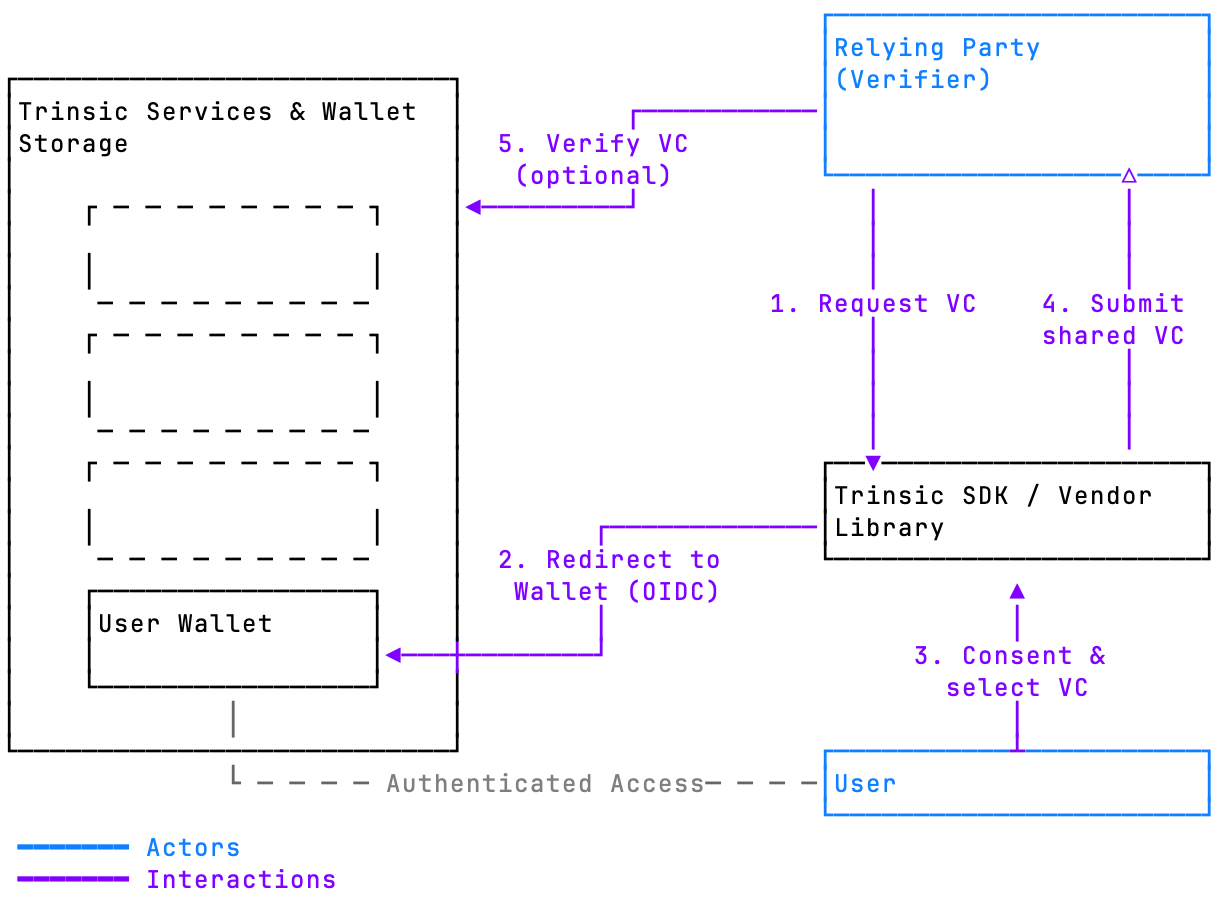 Relying Party
(Verifier)
Trinsic Services & Wallet
Storage
5. Verify VC
(optional)
1. Request VC
4. Submit
shared VC
Trinsic SDK / Vendor
Library
2. Redirect to
Wallet (OIDC)
User Wallet
3. Consent &
select VC
Authenticated Access
User
Actors
Interactions